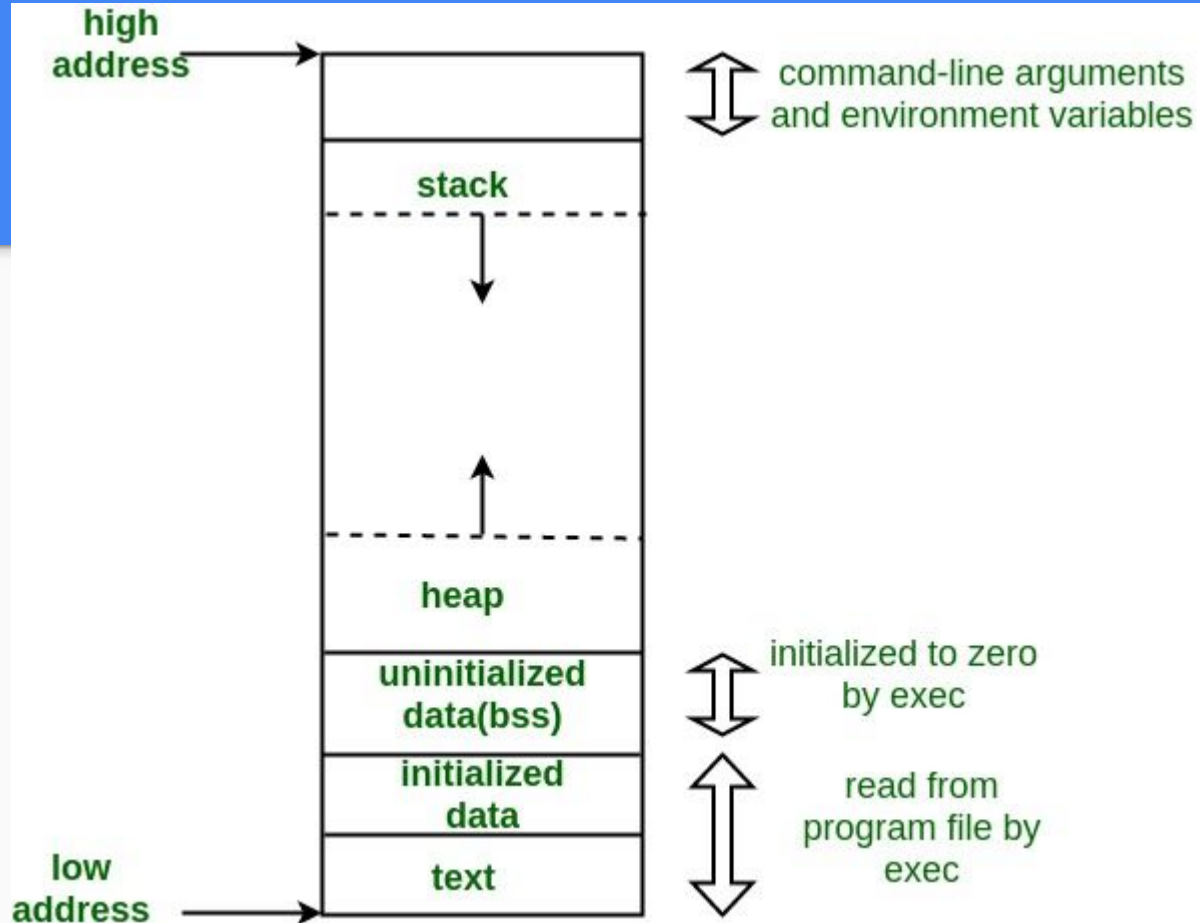 high
address
command-line arguments
and environment variables
stack
heap
uninitialized
data(bss)
initialized to zero
by exec
initialized
data
read from
program file by
exec
text
low
address